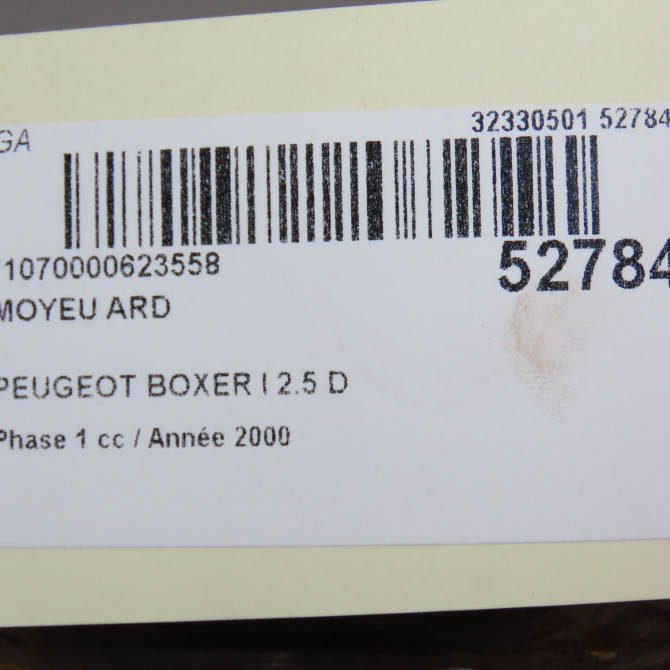 GA
32330501 52784
1070000623558
52784
MOYEU ARD
PEUGEOT BOXER I 2.5 D
Phase 1 cc / Année 2000